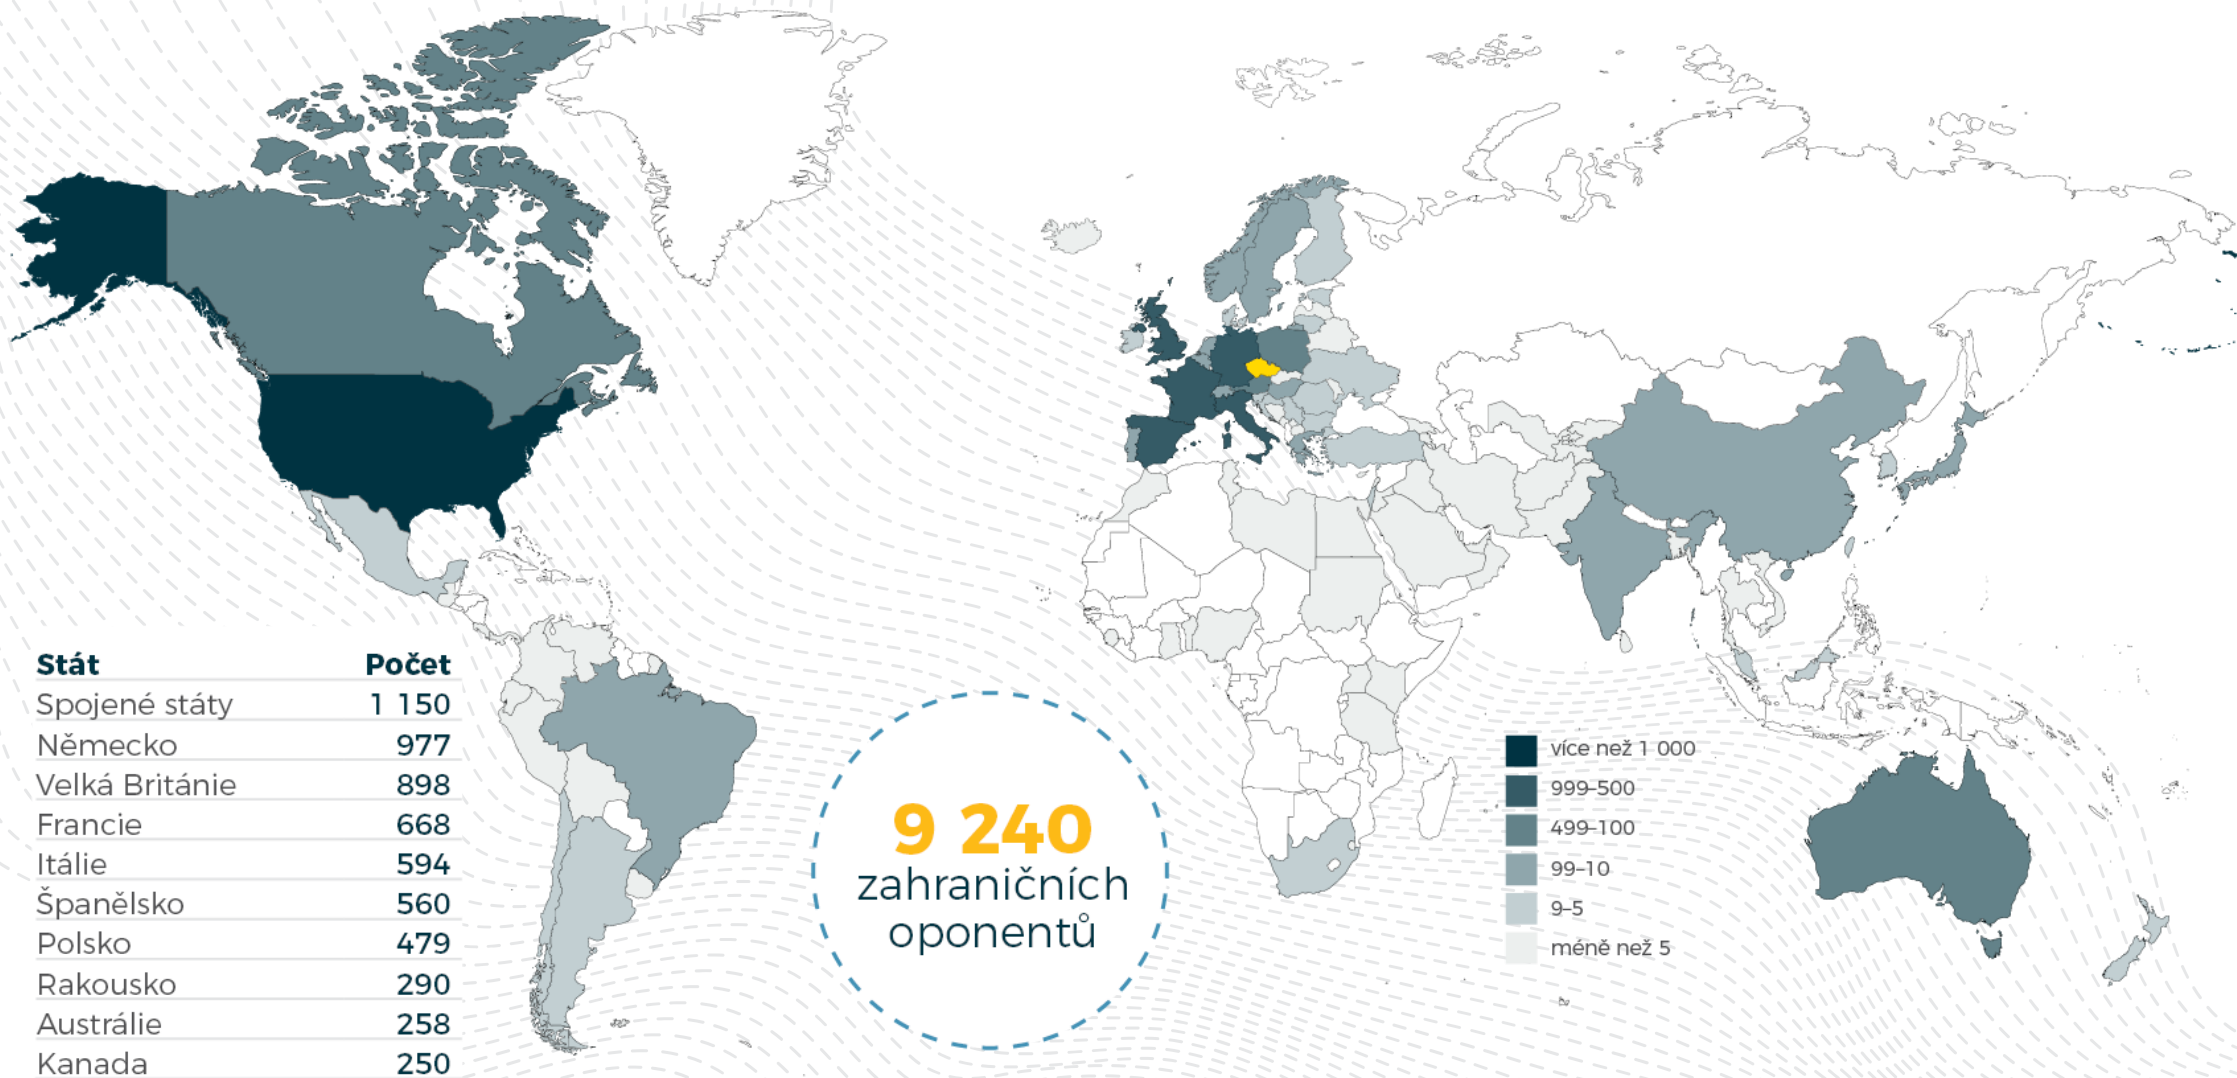 Stát Počet
Spojené státy 1 150
Německo 977
Velká Británie 898
Francie 668
Itálie 594
Španělsko 560
Polsko 479
Rakousko 290
Austrálie 258
Kanada 250
9 240
zahraničních
oponentů
více než 1 000
999–500
499–100
99–10
9–5
méně než 5